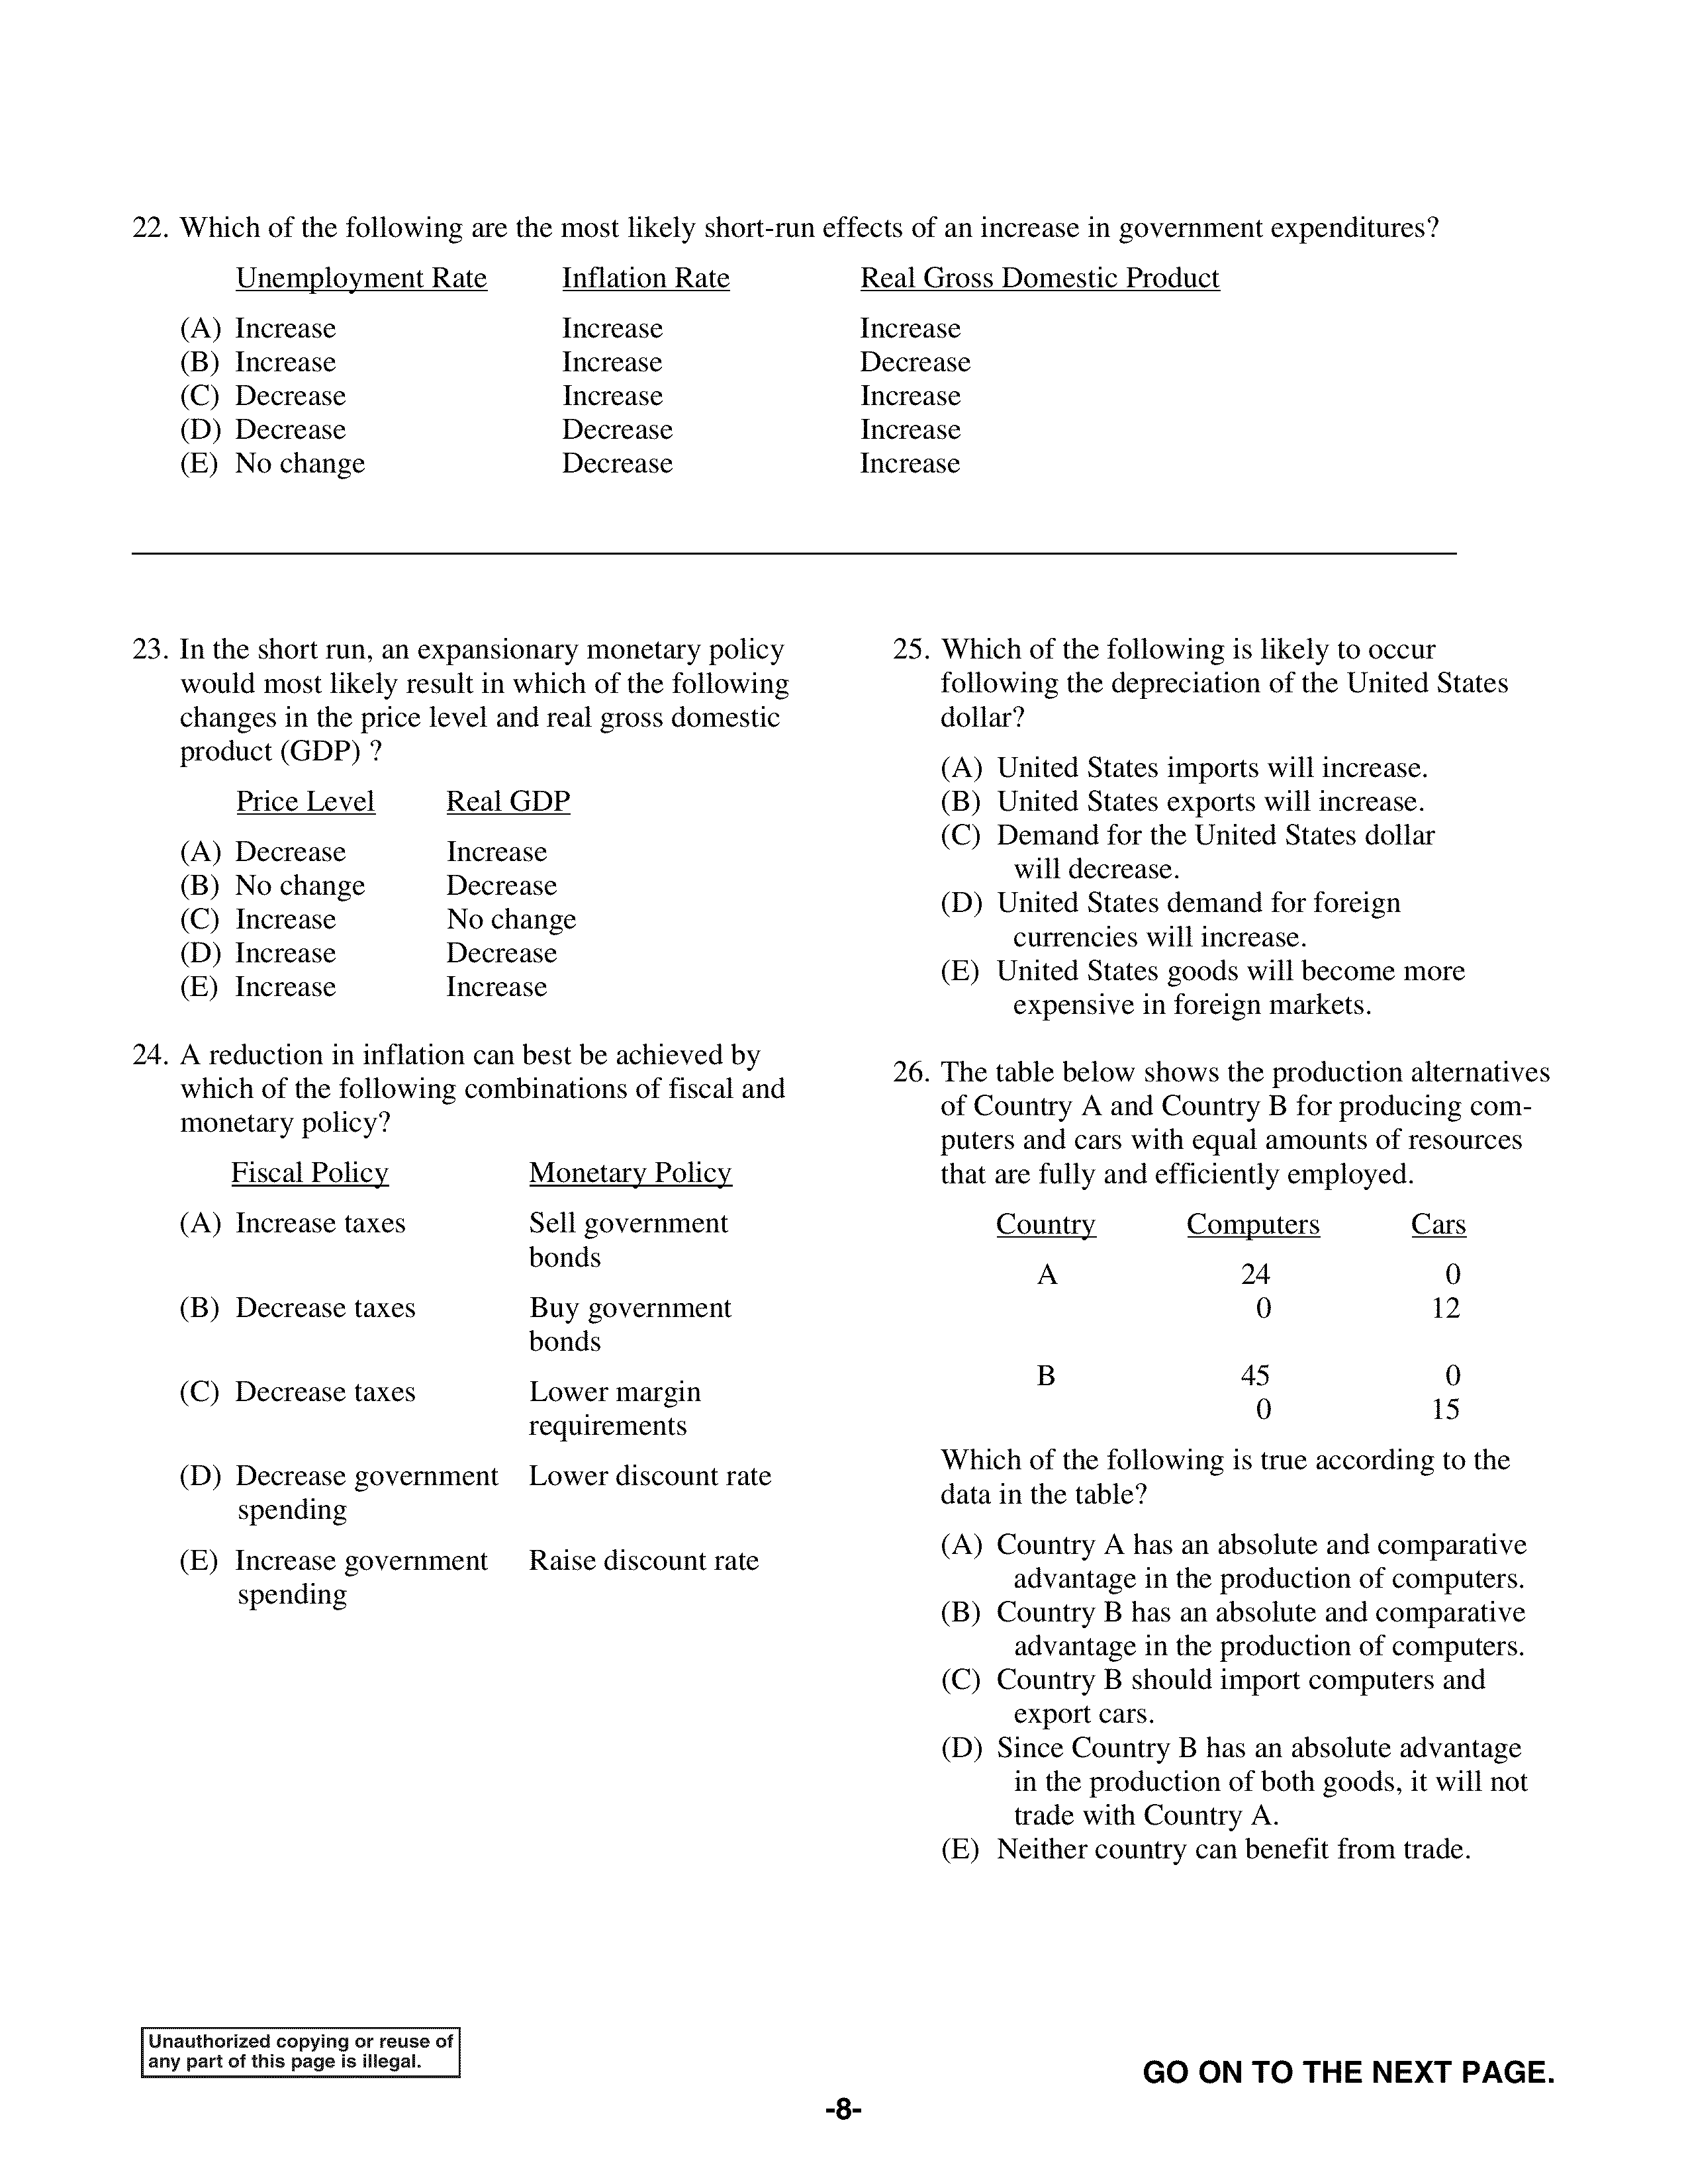 22. Which of the following are the most likely short-run effects of an increase in government expenditures?
Unemployment Rate Inflation Rate Real Gross Domestic Product
(A) Increase Increase Increase
(B) Increase Increase Decrease
(C) Decrease Increase Increase
(D) Decrease Decrease Increase
(E) No change Decrease Increase
23. In the short run, an expansionary monetary policy
would most likely result in which of the following
changes in the price level and real gross domestic
product (GDP) ?
Price Level Real GDP
(A) Decrease Increase
(B) No change Decrease
(C) Increase No change
(D) Increase Decrease
(E) Increase Increase
24. A reduction in inflation can best be achieved by
which of the following combinations of fiscal and
monetary policy?
Fiscal Policy Monetary Policy
(A) Increase taxes Sell government
bonds
(B) Decrease taxes Buy government
bonds
(C) Decrease taxes Lower margin
requirements
(D) Decrease government Lower discount rate
spending
(E) Increase government Raise discount rate
spending
25. Which of the following is likely to occur
following the depreciation of the United States
dollar?
(A) United States imports will increase.
(B) United States exports will increase.
(C) Demand for the United States dollar
will decrease.
(D) United States demand for foreign
currencies will increase.
(E) United States goods will become more
expensive in foreign markets.
26. The table below shows the production alternatives
of Country A and Country B for producing com-
puters and cars with equal amounts of resources
that are fully and efficiently employed.
Country Computers Cars
A 24 0
0 12
B 45 0
0 15
Which of the following is true according to the
data in the table?
(A) Country A has an absolute and comparative
advantage in the production of computers.
(B) Country B has an absolute and comparative
advantage in the production of computers.
(C) Country B should import computers and
export cars.
(D) Since Country B has an absolute advantage
in the production of both goods, it will not
trade with Country A.
(E) Neither country can benefit from trade.
Unauthorized copying or reuse of
any part of this page is illegal.
GO ON TO THE NEXT PAGE.
-8-